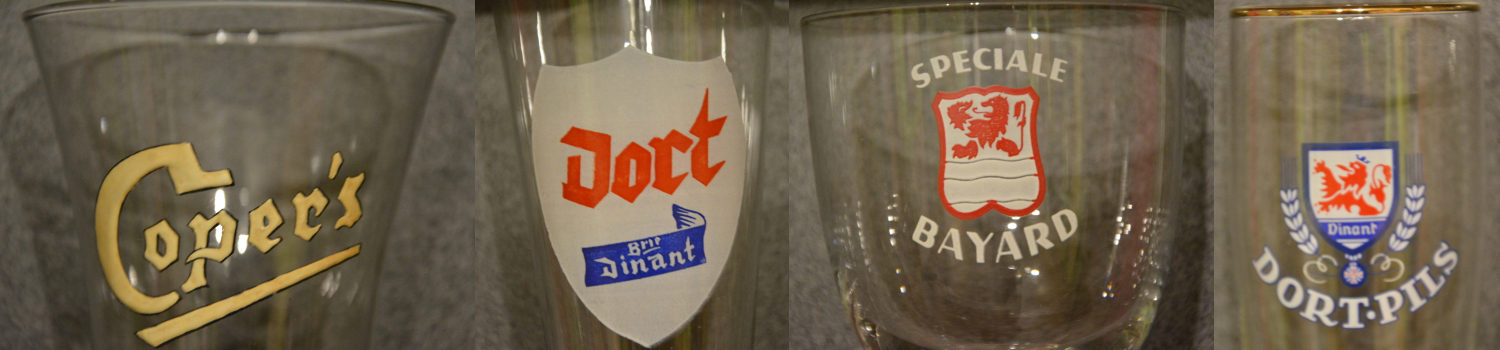 Coper's
Dort
Brie
Dinant
SPECIALE
BAYARD
Dinant
DORT·PILS